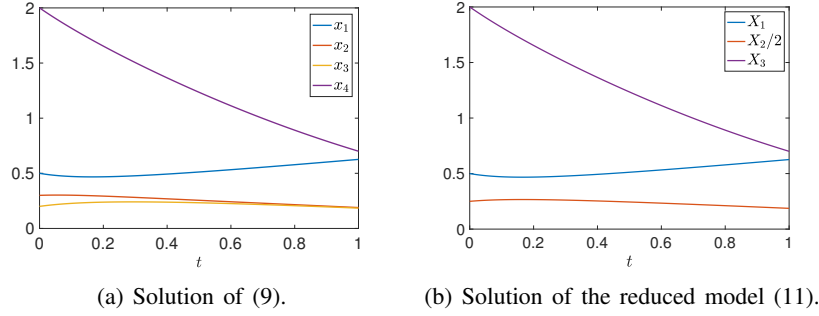 2
1.5
1
0.5
0
0 0.2 0.4 0.6 0.8 1
t
x₁
x₂
x₃
x₄
(a) Solution of (9).
2
1.5
1
0.5
0
0 0.2 0.4 0.6 0.8 1
t
X₁
X₂/2
X₃
(b) Solution of the reduced model (11).